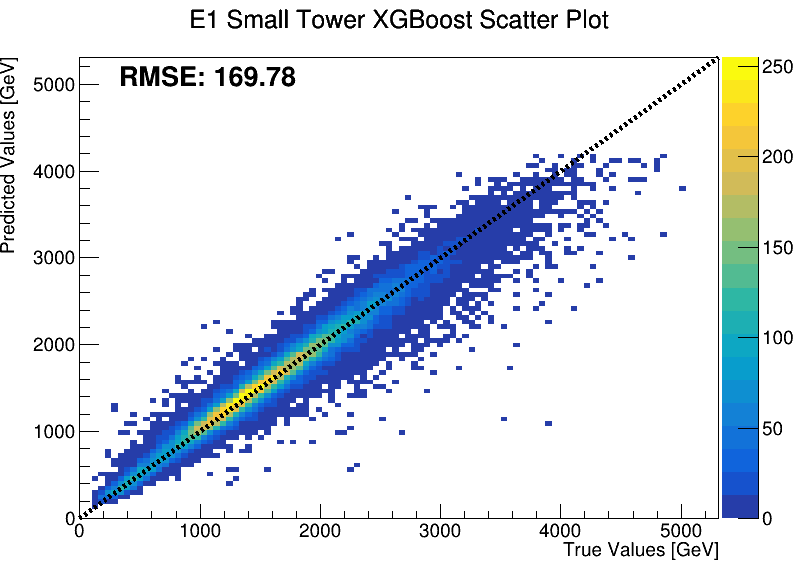 E1 Small Tower XGBoost Scatter Plot
RMSE: 169.78
Predicted Values [GeV]
5000
4000
3000
2000
1000
0
0 1000 2000 3000 4000 5000
True Values [GeV]
250
200
150
100
50
0